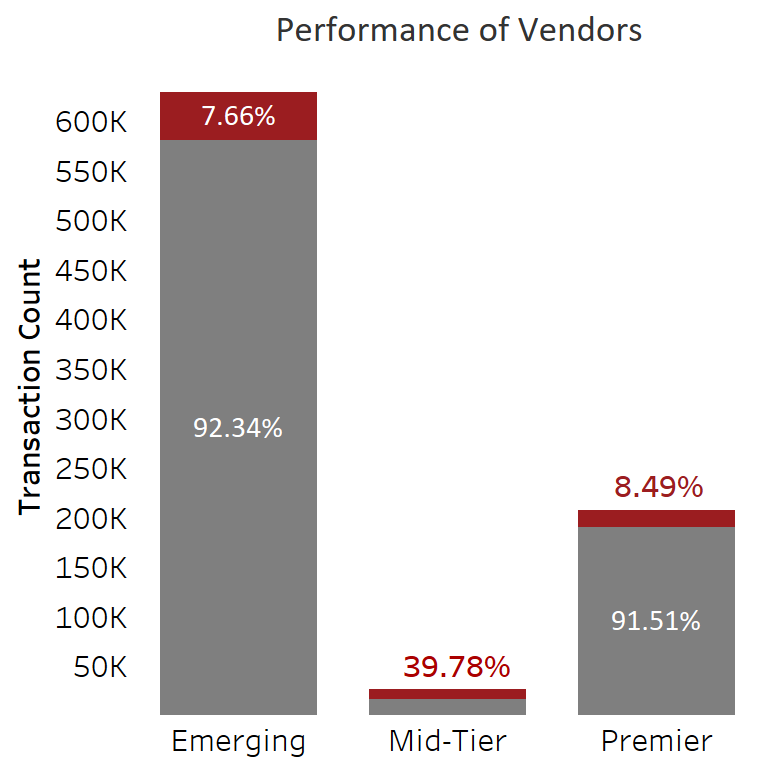 Performance of Vendors
Transaction Count
600K
550K
500K
450K
400K
350K
300K
250K
200K
150K
100K
50K
7.66%
92.34%
39.78%
8.49%
91.51%
Emerging
Mid-Tier
Premier